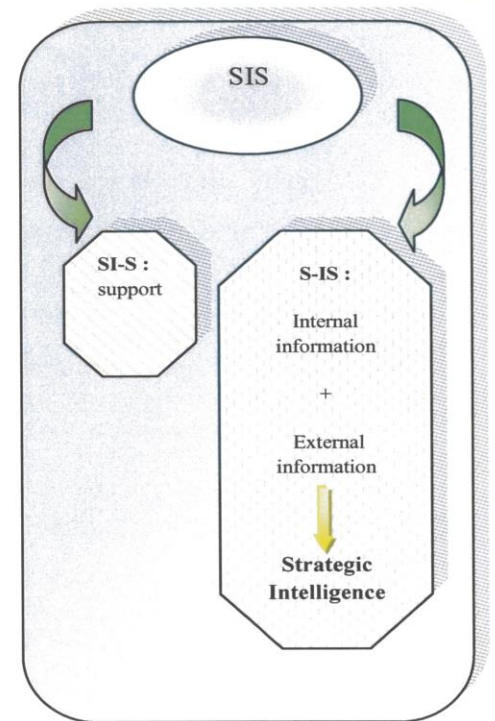 SIS
SI-S :
support
S-IS :
Internal
information
+
External
information
Strategic
Intelligence